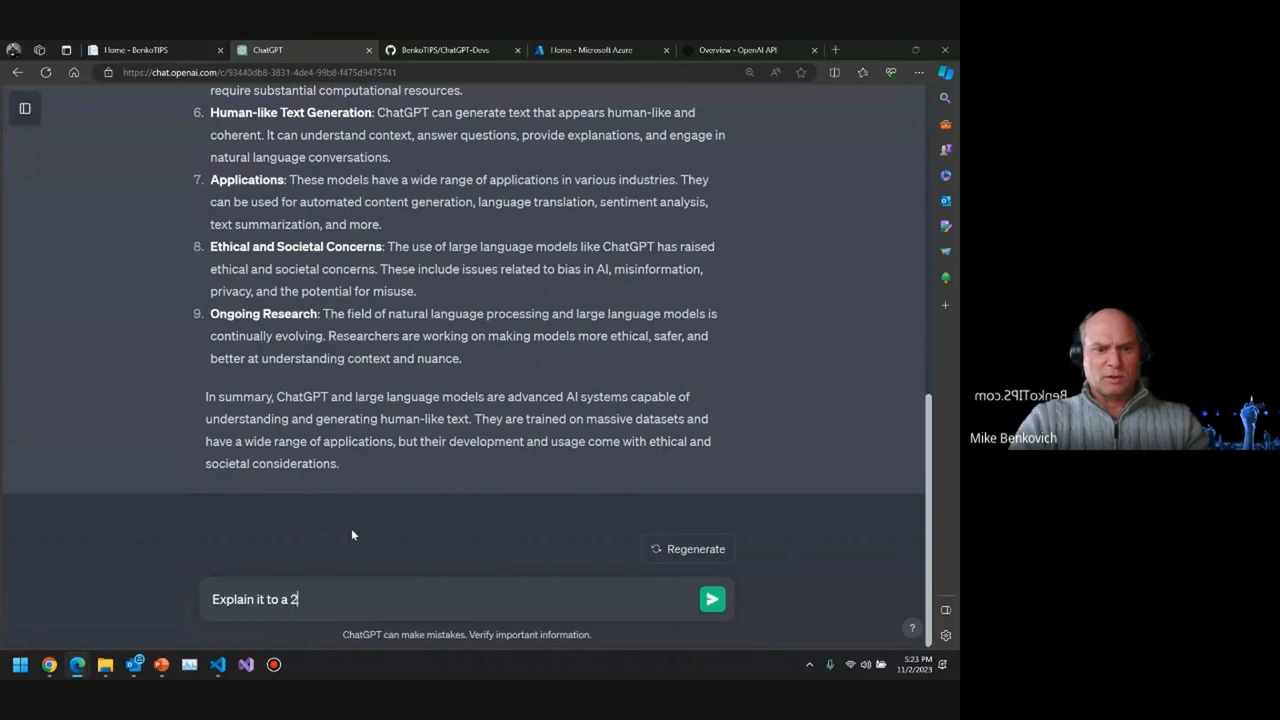 Home - BenkoTIPS
ChatGPT
BenkoTIPS/ChatGPT-Devs
Home - Microsoft Azure
Overview - OpenAI API
https://chat.openai.com/c/93440db8-3831-4de4-99b8-f475d9475741
require substantial computational resources.
6. Human-like Text Generation: ChatGPT can generate text that appears human-like and
coherent. It can understand context, answer questions, provide explanations, and engage in
natural language conversations.
7. Applications: These models have a wide range of applications in various industries. They
can be used for automated content generation, language translation, sentiment analysis,
text summarization, and more.
8. Ethical and Societal Concerns: The use of large language models like ChatGPT has raised
ethical and societal concerns. These include issues related to bias in AI, misinformation,
privacy, and the potential for misuse.
9. Ongoing Research: The field of natural language processing and large language models is
continually evolving. Researchers are working on making models more ethical, safer, and
better at understanding context and nuance.
In summary, ChatGPT and large language models are advanced AI systems capable of
understanding and generating human-like text. They are trained on massive datasets and
have a wide range of applications, but their development and usage come with ethical and
societal considerations.
Regenerate
Explain it to a 2
ChatGPT can make mistakes. Verify important information.
?
5:23 PM
11/2/2023
BenkoTIPS.com
Mike Benkovich